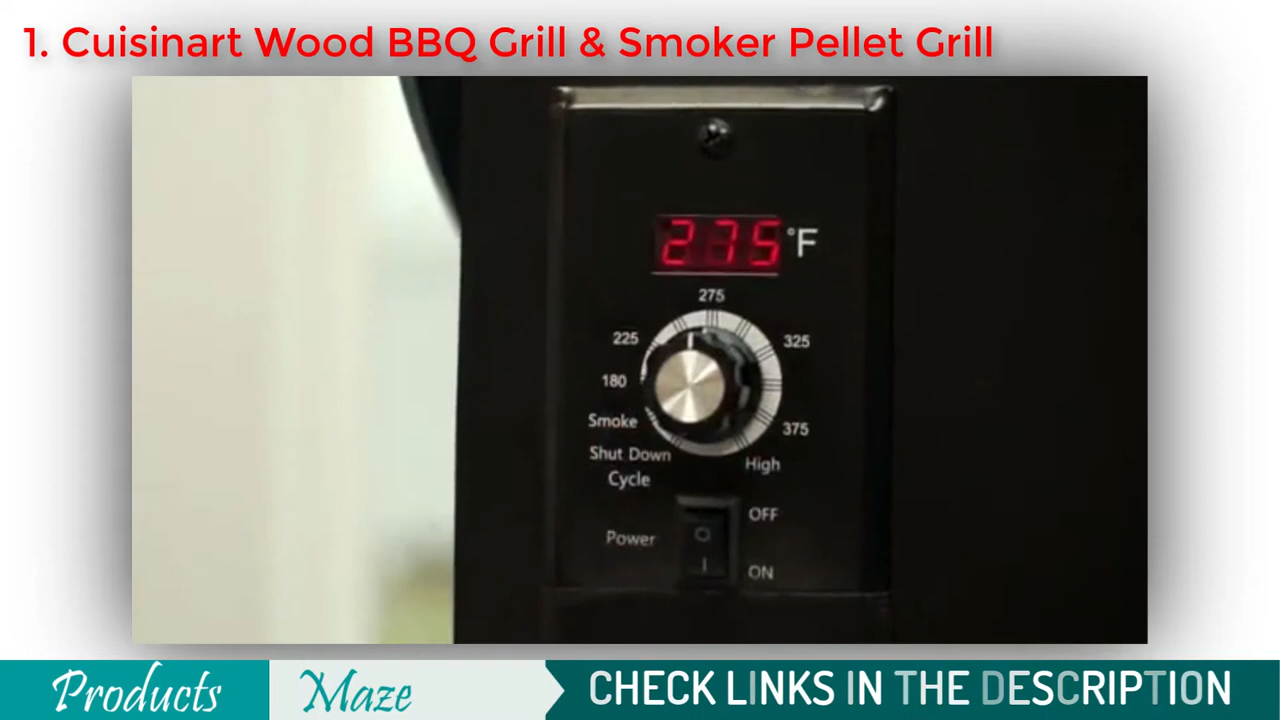 1. Cuisinart Wood BBQ Grill & Smoker Pellet Grill
275 °F
275
225
325
180
Smoke
375
Shut Down
Cycle
High
OFF
Power
O
I
ON
Products Maze
CHECK LINKS IN THE DESCRIPTION